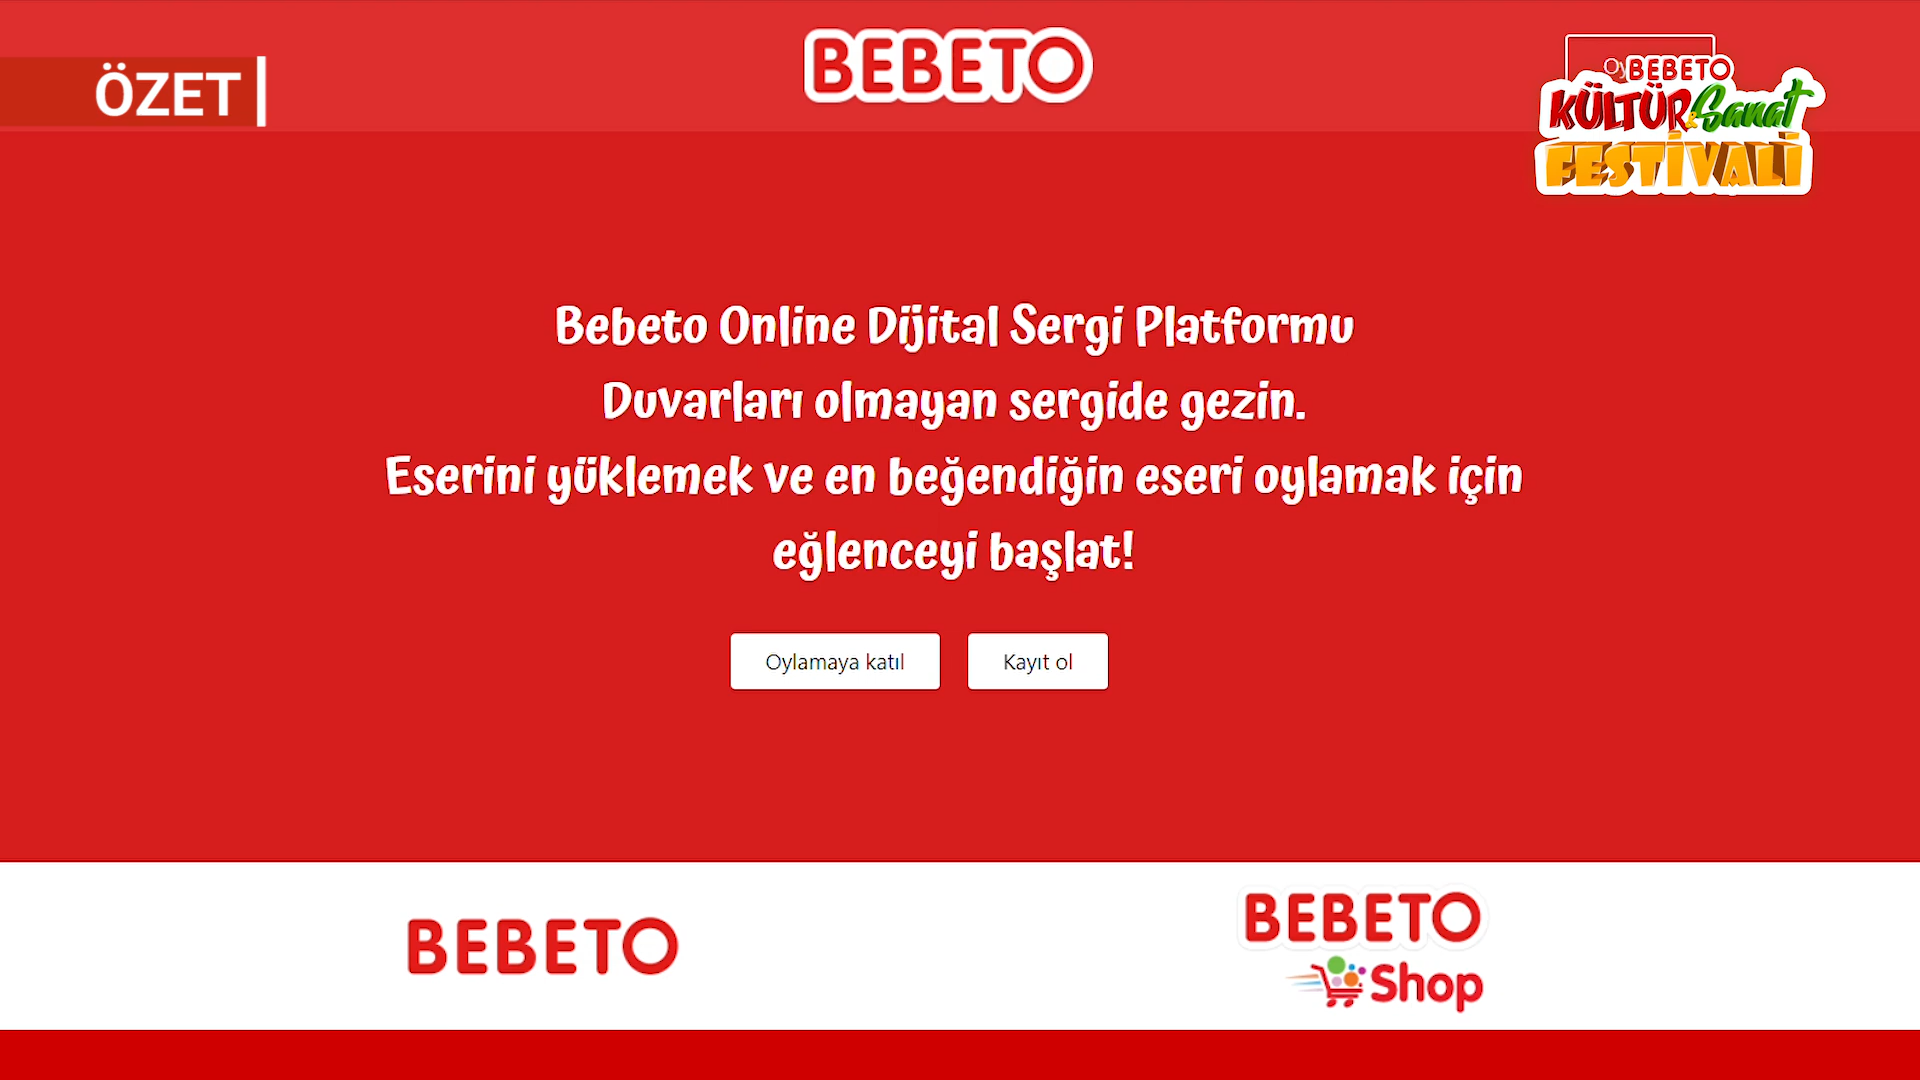 ÖZET
BEBETO
BEBETO
KÜLTÜR & Sanat
FESTİVALİ
Bebeto Online Dijital Sergi Platformu
Duvarları olmayan sergide gezin.
Eserini yüklemek ve en beğendiğin eseri oylamak için
eğlenceyi başlat!
Oylamaya katıl
Kayıt ol
BEBETO
BEBETO
Shop